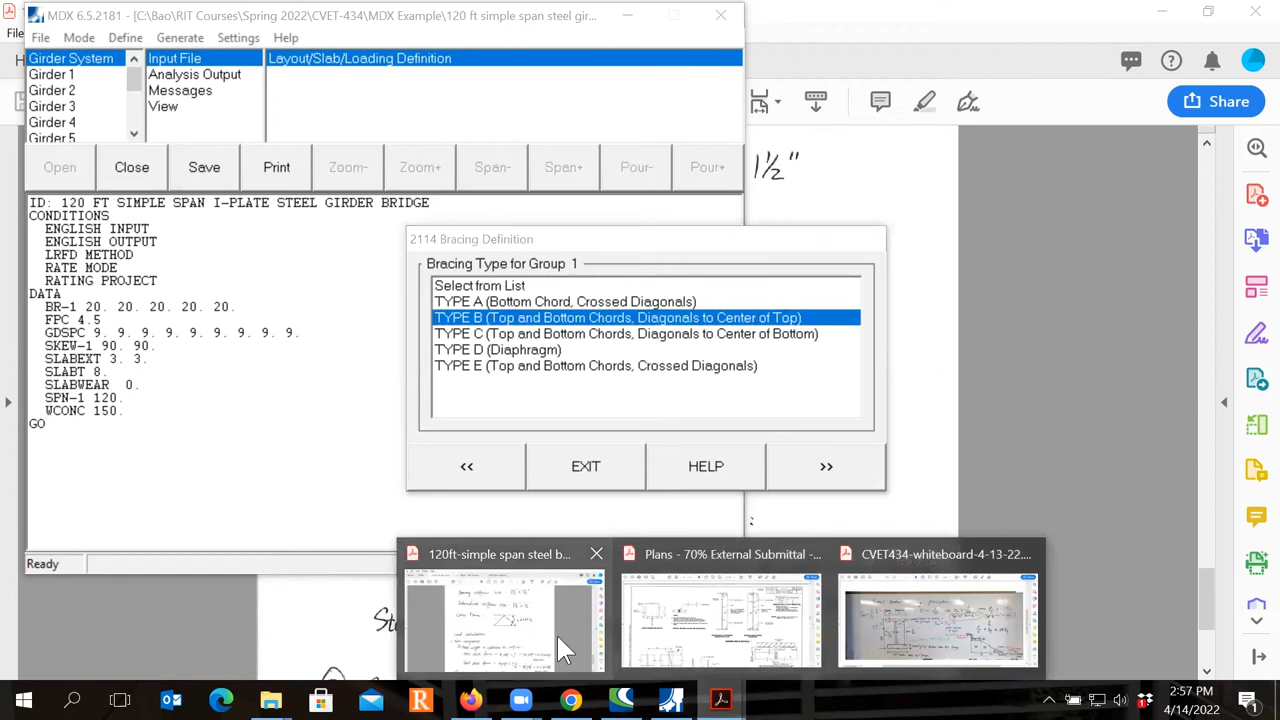 MDX 6.5.2181 - [C:\Bao\RIT Courses\Spring 2022\CVET-434\MDX Example\120 ft simple span steel gir...
File Mode Define Generate Settings Help
Girder System
Girder 1
Girder 2
Girder 3
Girder 4
Girder 5
Input File
Analysis Output
Messages
View
Layout/Slab/Loading Definition
Share
Open Close Save Print Zoom- Zoom+ Span- Span+ Pour- Pour+
1½"
ID: 120 FT SIMPLE SPAN I-PLATE STEEL GIRDER BRIDGE
CONDITIONS
ENGLISH INPUT
ENGLISH OUTPUT
LRFD METHOD
RATE MODE
RATING PROJECT
DATA
BR-1 20. 20. 20. 20. 20.
FPC 4.5
GDSPC 9. 9. 9. 9. 9. 9. 9. 9. 9.
SKEW-1 90. 90.
SLABEXT 3. 3.
SLABT 8.
SLABWEAR 0.
SPN-1 120.
WCONC 150.
GO
2114 Bracing Definition
Bracing Type for Group 1
Select from List
TYPE A (Bottom Chord, Crossed Diagonals)
TYPE B (Top and Bottom Chords, Diagonals to Center of Top)
TYPE C (Top and Bottom Chords, Diagonals to Center of Bottom)
TYPE D (Diaphragm)
TYPE E (Top and Bottom Chords, Crossed Diagonals)
<< EXIT HELP >>
Ready
120ft-simple span steel b...
Plans - 70% External Submittal -...
CVET434-whiteboard-4-13-22....
2:57 PM
4/14/2022